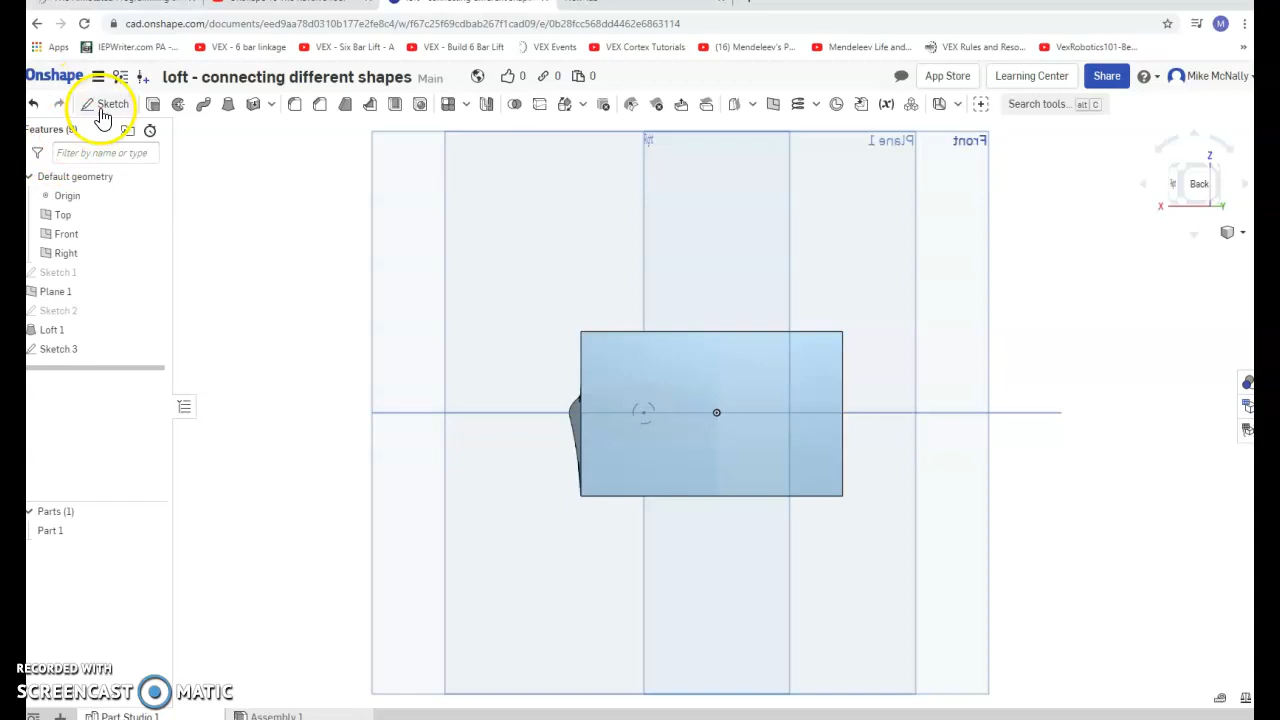 cad.onshape.com/documents/eed9aa78d0310b177e2fe8c4/w/f67c25f69cdbab267f1cad09/e/0b28fcc568dd4462e6863114
M
Apps
IEPWriter.com PA -...
VEX - 6 bar linkage
VEX - Six Bar Lift - A
VEX - Build 6 Bar Lift
VEX Events
VEX Cortex Tutorials
(16) Mendeleev's P...
Mendeleev Life and...
VEX Rules and Reso...
VexRobotics101-Be...
»
Onshape
loft - connecting different shapes
Main
0
0
0
App Store
Learning Center
Share
Mike McNally
Sketch
Search tools...
alt
C
Filter by name or type
Default geometry
Origin
Top
Front
Right
Sketch 1
Plane 1
Sketch 2
Loft 1
Sketch 3
Parts (1)
Part 1
Plane 1
Front
Z
Back
X
Y
RECORDED WITH
SCREENCAST MATIC
Part Studio 1
Assembly 1